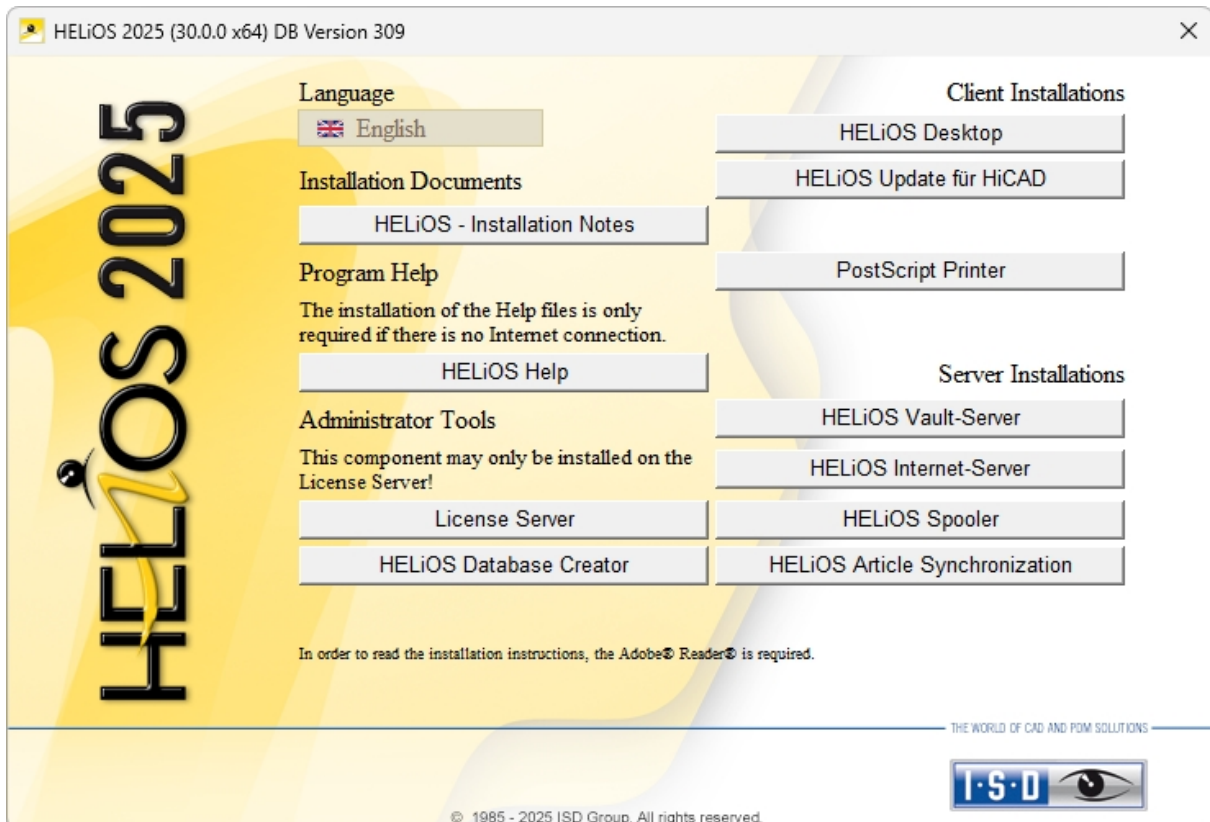 HELiOS 2025 (30.0.0 x64) DB Version 309
HELiOS 2025
Language
English
Installation Documents
HELiOS - Installation Notes
Program Help
The installation of the Help files is only
required if there is no Internet connection.
HELiOS Help
Administrator Tools
This component may only be installed on the
License Server!
License Server
HELiOS Database Creator
Client Installations
HELiOS Desktop
HELiOS Update für HiCAD
PostScript Printer
Server Installations
HELiOS Vault-Server
HELiOS Internet-Server
HELiOS Spooler
HELiOS Article Synchronization
In order to read the installation instructions, the Adobe® Reader® is required.
THE WORLD OF CAD AND PDM SOLUTIONS
I·S·D
© 1985 - 2025 ISD Group. All rights reserved.